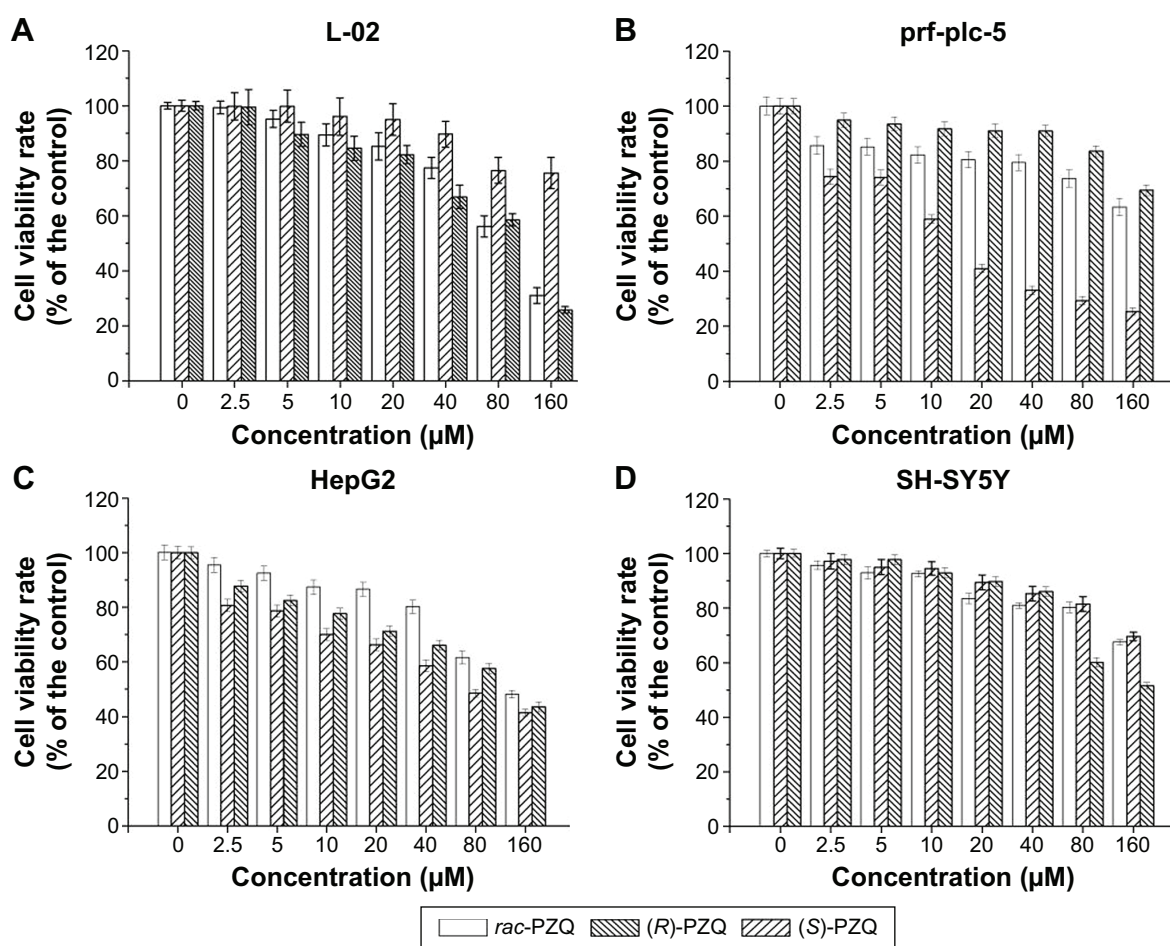 A
L-02
120
100
80
60
40
20
0
Cell viability rate
(% of the control)
0 2.5 5 10 20 40 80 160
Concentration (µM)
B
prf-plc-5
120
100
80
60
40
20
0
Cell viability rate
(% of the control)
0 2.5 5 10 20 40 80 160
Concentration (µM)
C
HepG2
120
100
80
60
40
20
0
Cell viability rate
(% of the control)
0 2.5 5 10 20 40 80 160
Concentration (µM)
D
SH-SY5Y
120
100
80
60
40
20
0
Cell viability rate
(% of the control)
0 2.5 5 10 20 40 80 160
Concentration (µM)
rac-PZQ (R)-PZQ (S)-PZQ